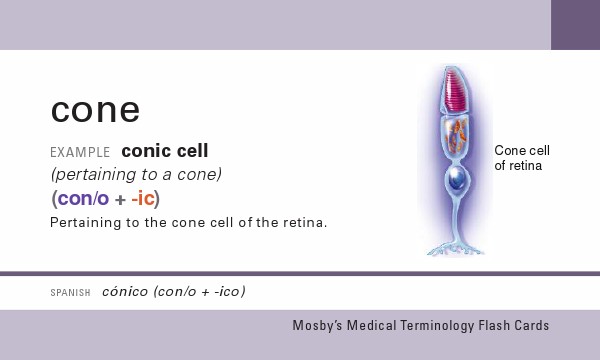 cone
EXAMPLE conic cell
(pertaining to a cone)
(con/o + -ic)
Pertaining to the cone cell of the retina.
Cone cell
of retina
SPANISH cónico (con/o + -ico)
Mosby's Medical Terminology Flash Cards